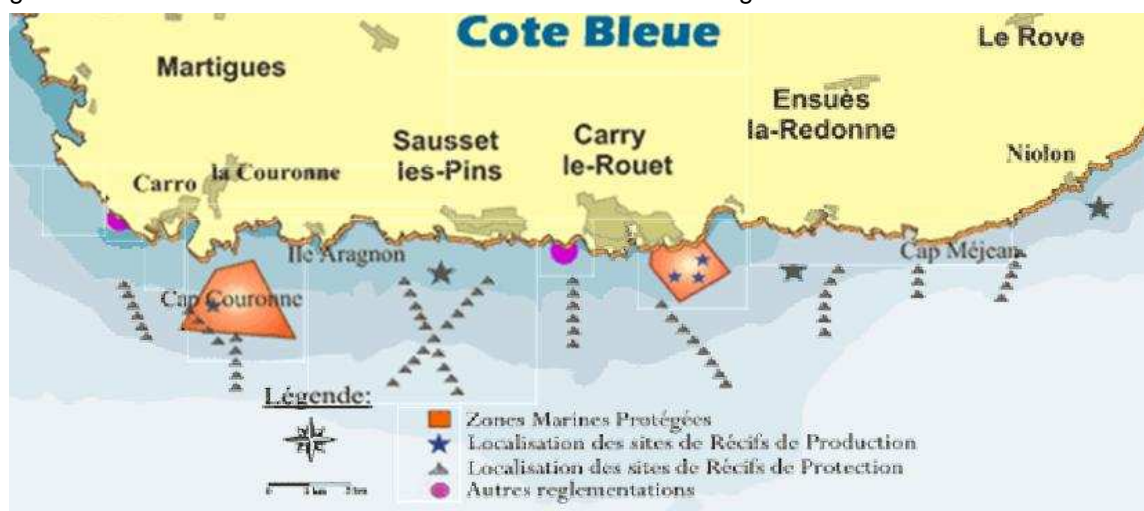 Cote Bleue
Le Rove
Martigues
Ensuès
la-Redonne
Sausset
les-Pins
Carry
le-Rouet
Niolon
la Couronne
Carro
Ile Aragnon
Cap Méjean
Cap Couronne
Légende:
Zones Marines Protégées
Localisation des sites de Récifs de Production
Localisation des sites de Récifs de Protection
Autres reglementations